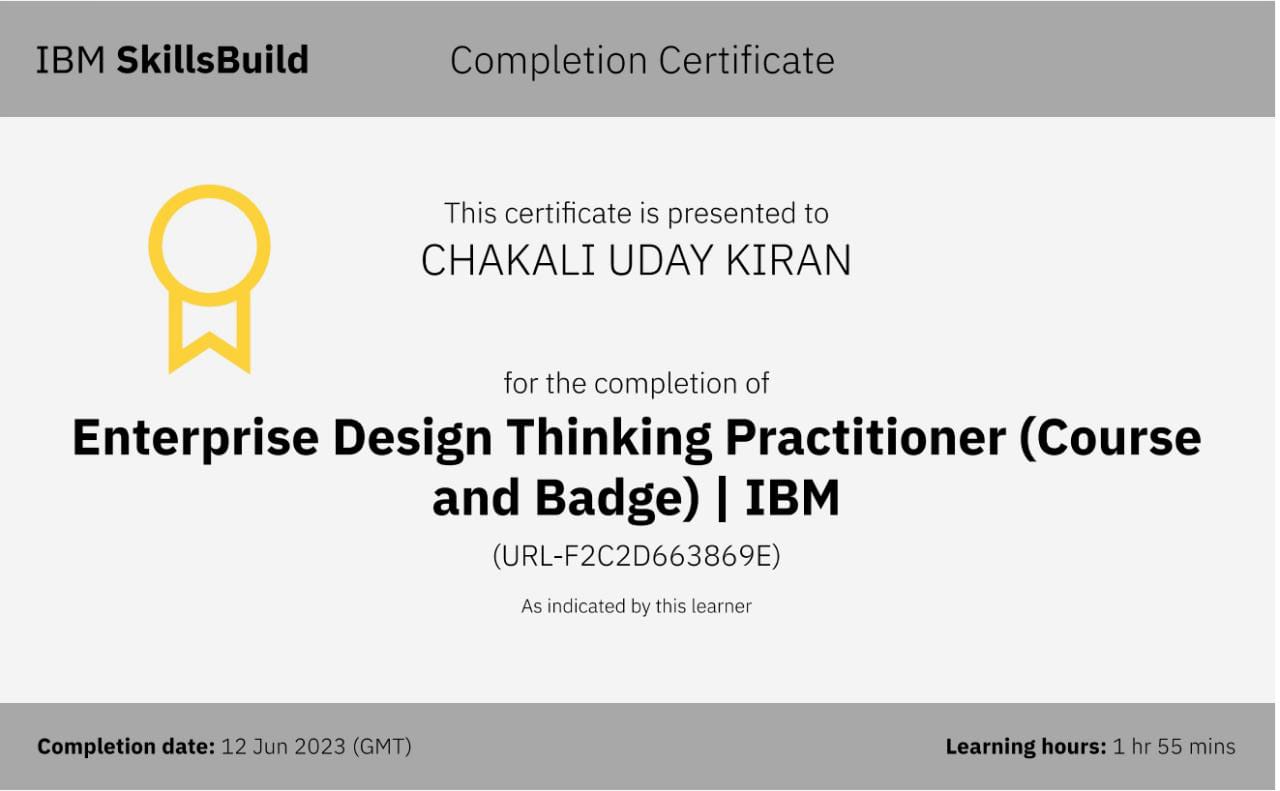 IBM SkillsBuild
Completion Certificate
This certificate is presented to
CHAKALI UDAY KIRAN
for the completion of
Enterprise Design Thinking Practitioner (Course
and Badge) | IBM
(URL-F2C2D663869E)
As indicated by this learner
Completion date: 12 Jun 2023 (GMT)
Learning hours: 1 hr 55 mins